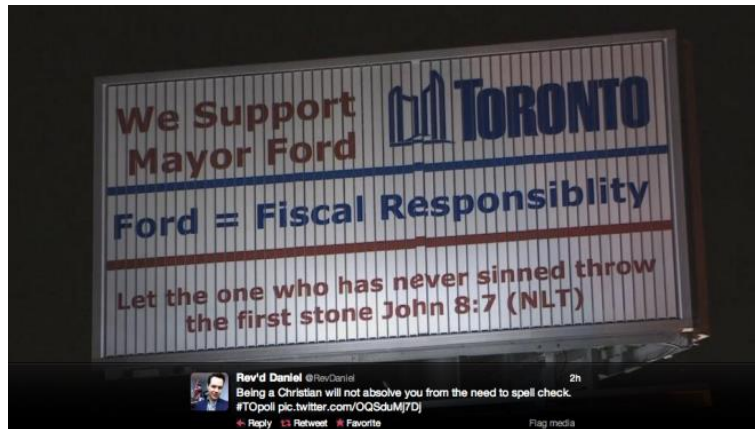 We Support
Mayor Ford
TORONTO
Ford = Fiscal Responsiblity
Let the one who has never sinned throw
the first stone John 8:7 (NLT)
Rev'd Daniel @RevDaniel 2h
Being a Christian will not absolve you from the need to spell check.
#TOpoli pic.twitter.com/OQSduMj7Dj
Reply Retweet Favorite Flag media